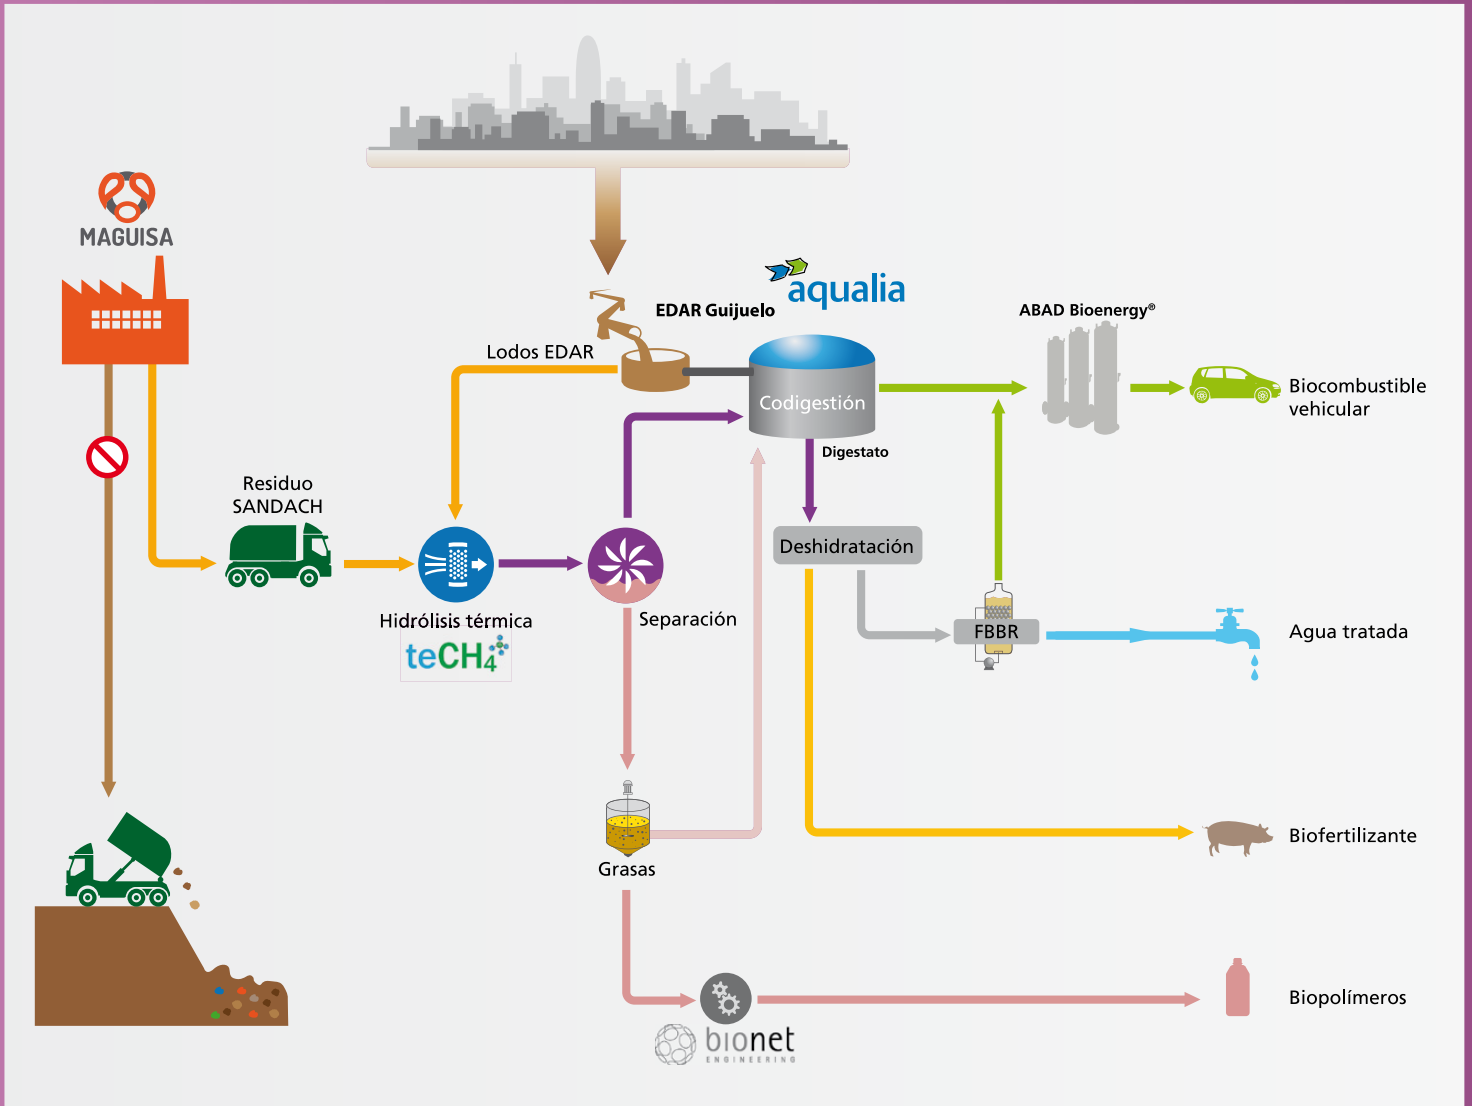 MAGUISA
aqualia
EDAR Guijuelo
ABAD Bioenergy®
Lodos EDAR
Codigestión
Biocombustible
vehicular
Digestato
Residuo
SANDACH
Deshidratación
Hidrólisis térmica
teCH4
Separación
FBBR
Agua tratada
Grasas
Biofertilizante
Biopolímeros
bionet
ENGINEERING